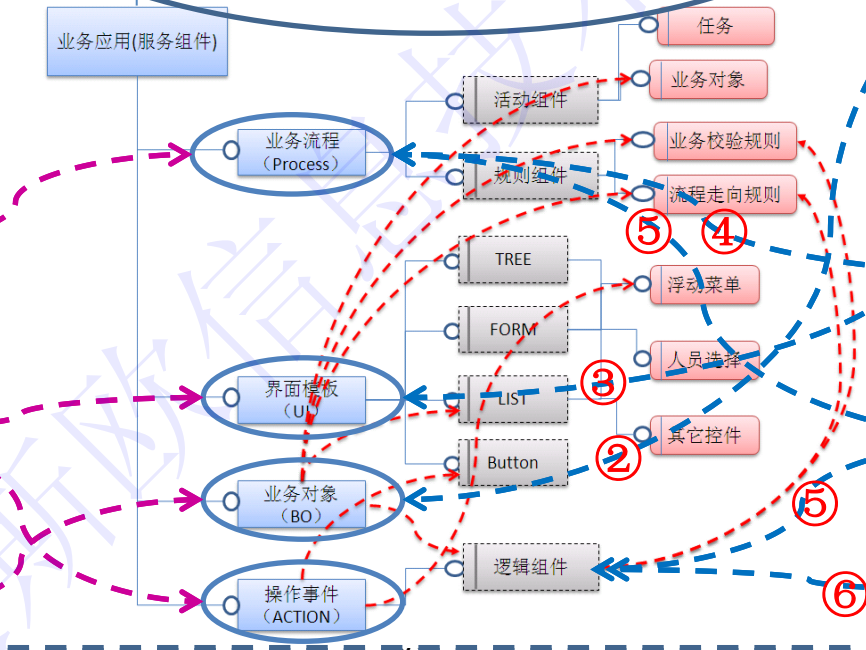 业务应用(服务组件)
任务
业务对象
活动组件
业务流程
（Process）
业务校验规则
规则组件
流程走向规则
⑤
④
TREE
浮动菜单
FORM
人员选择
界面模板
（UI）
③
LIST
其它控件
②
Button
业务对象
（BO）
⑤
逻辑组件
操作事件
（ACTION）
⑥